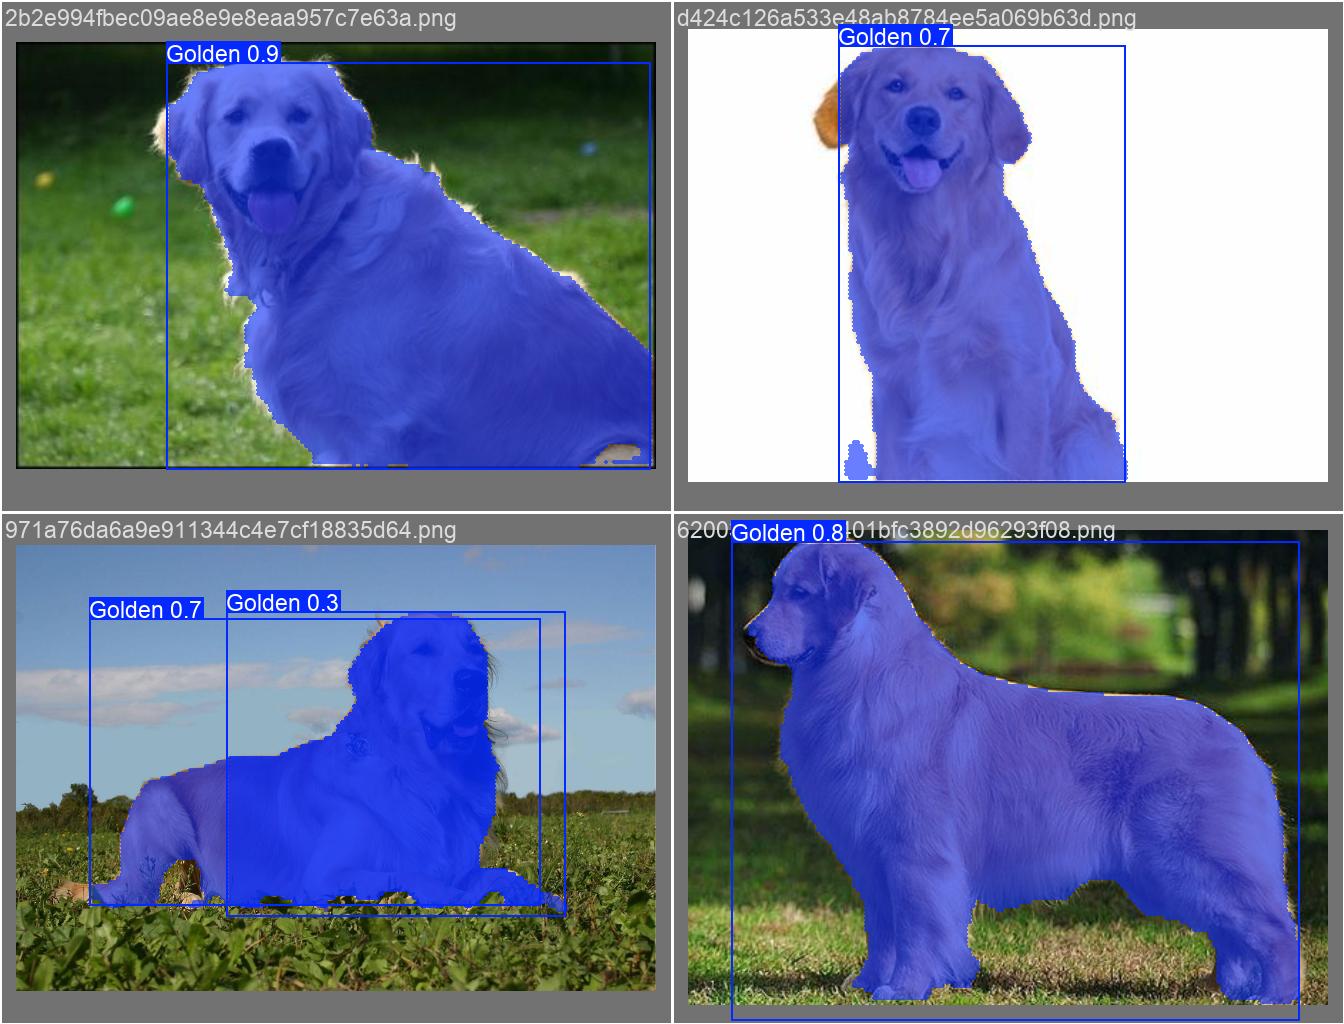 2b2e994fbec09ae8e9e8eaa957c7e63a.png
Golden 0.9
d424c126a533e48ab8784ee5a069b63d.png
Golden 0.7
971a76da6a9e911344c4e7cf18835d64.png
Golden 0.7
Golden 0.3
6200
Golden 0.8
01bfc3892d96293f08.png